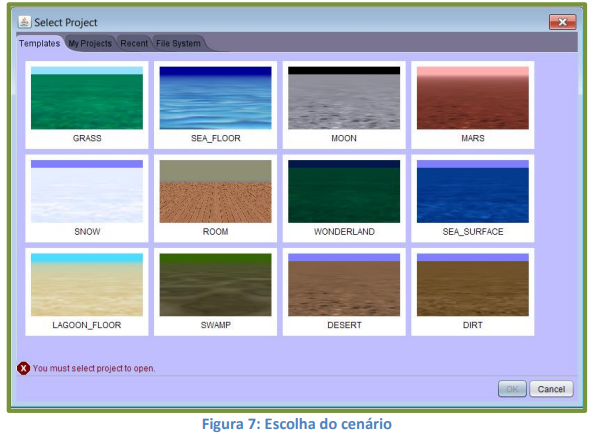 Select Project
Templates My Projects Recent File System
GRASS SEA_FLOOR MOON MARS
SNOW ROOM WONDERLAND SEA_SURFACE
LAGOON_FLOOR SWAMP DESERT DIRT
You must select project to open.
OK Cancel
Figura 7: Escolha do cenário